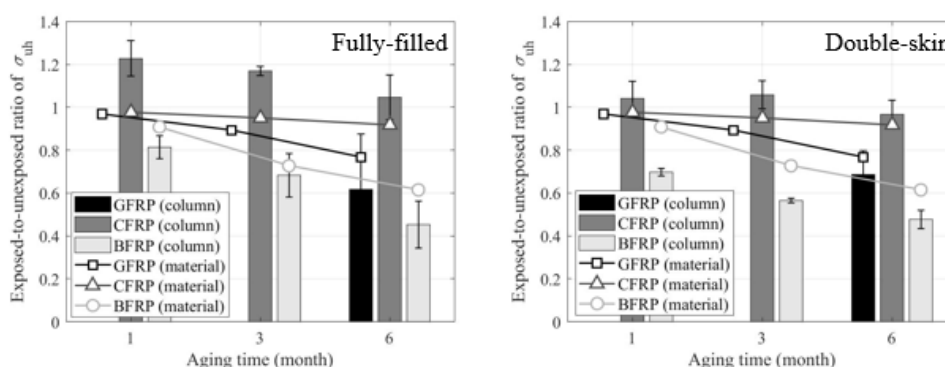 Fully-filled
Exposed-to-unexposed ratio of σuh
1.4
1.2
1
0.8
0.6
0.4
0.2
0
GFRP (column)
CFRP (column)
BFRP (column)
GFRP (material)
CFRP (material)
BFRP (material)
1
3
6
Aging time (month)
Double-skin
Exposed-to-unexposed ratio of σuh
1.4
1.2
1
0.8
0.6
0.4
0.2
0
GFRP (column)
CFRP (column)
BFRP (column)
GFRP (material)
CFRP (material)
BFRP (material)
1
3
6
Aging time (month)